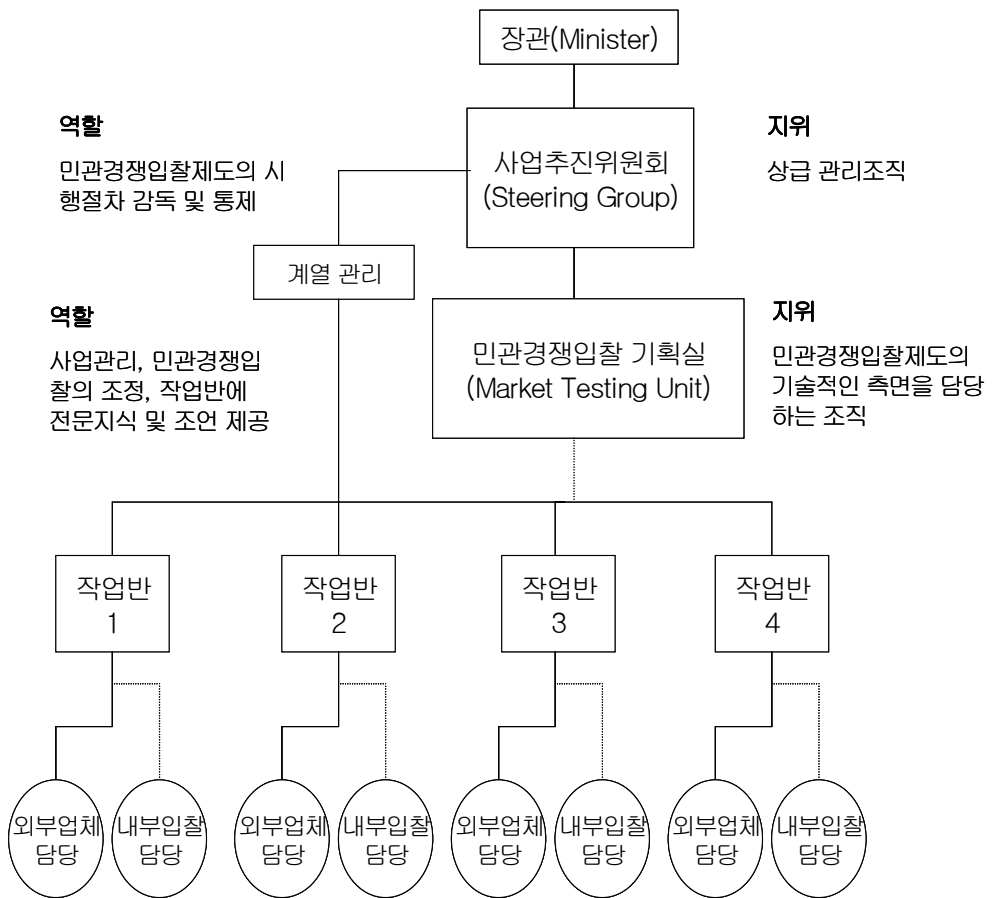 장관(Minister)
역할
민관경쟁입찰제도의 시
행절차 감독 및 통제
사업추진위원회
(Steering Group)
지위
상급 관리조직
계열 관리
역할
사업관리, 민관경쟁입
찰의 조정, 작업반에
전문지식 및 조언 제공
민관경쟁입찰 기획실
(Market Testing Unit)
지위
민관경쟁입찰제도의
기술적인 측면을 담당
하는 조직
작업반
1
작업반
2
작업반
3
작업반
4
외부업체
담당
내부입찰
담당
외부업체
담당
내부입찰
담당
외부업체
담당
내부입찰
담당
외부업체
담당
내부입찰
담당